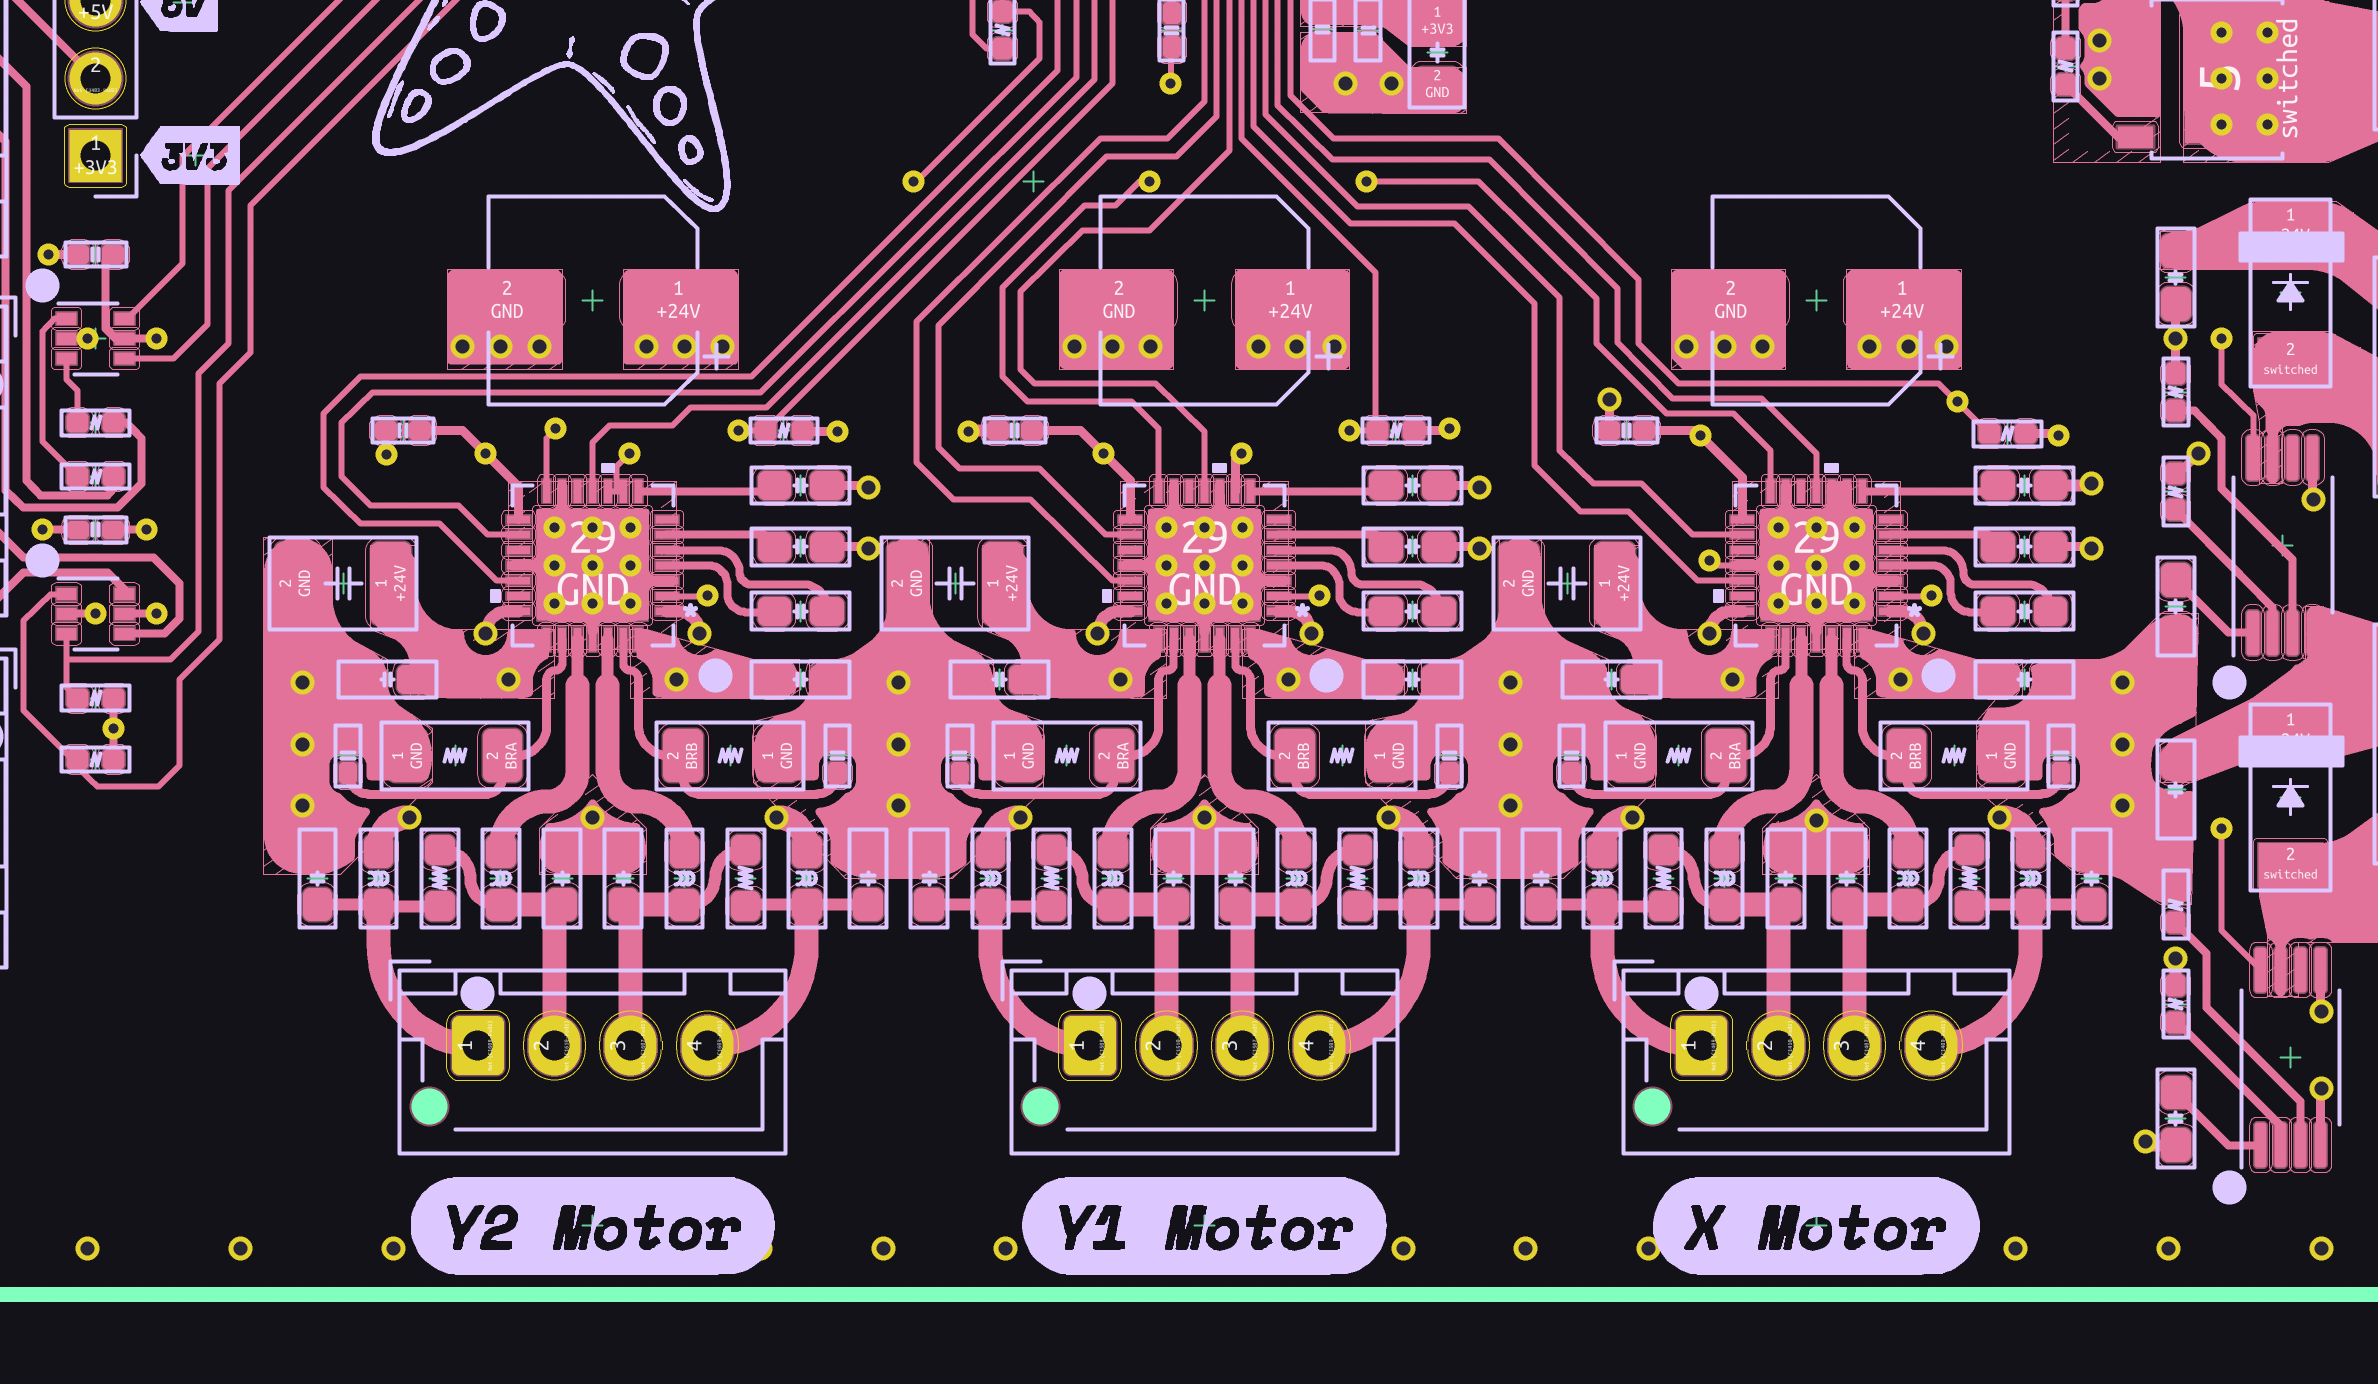 +5V
5V
2
1
+3V3
3V3
1
+3V3
2
GND
5
switched
2
GND
1
+24V
2
GND
1
+24V
2
GND
1
+24V
1
2
switched
29
GND
29
GND
29
GND
2
GND
1
+24V
2
GND
1
+24V
2
GND
1
+24V
1
GND
2
BRA
2
BRB
1
GND
1
GND
2
BRA
2
BRB
1
GND
1
GND
2
BRA
2
BRB
1
GND
1
2
switched
1
2
3
4
1
2
3
4
1
2
3
4
Y2 Motor
Y1 Motor
X Motor